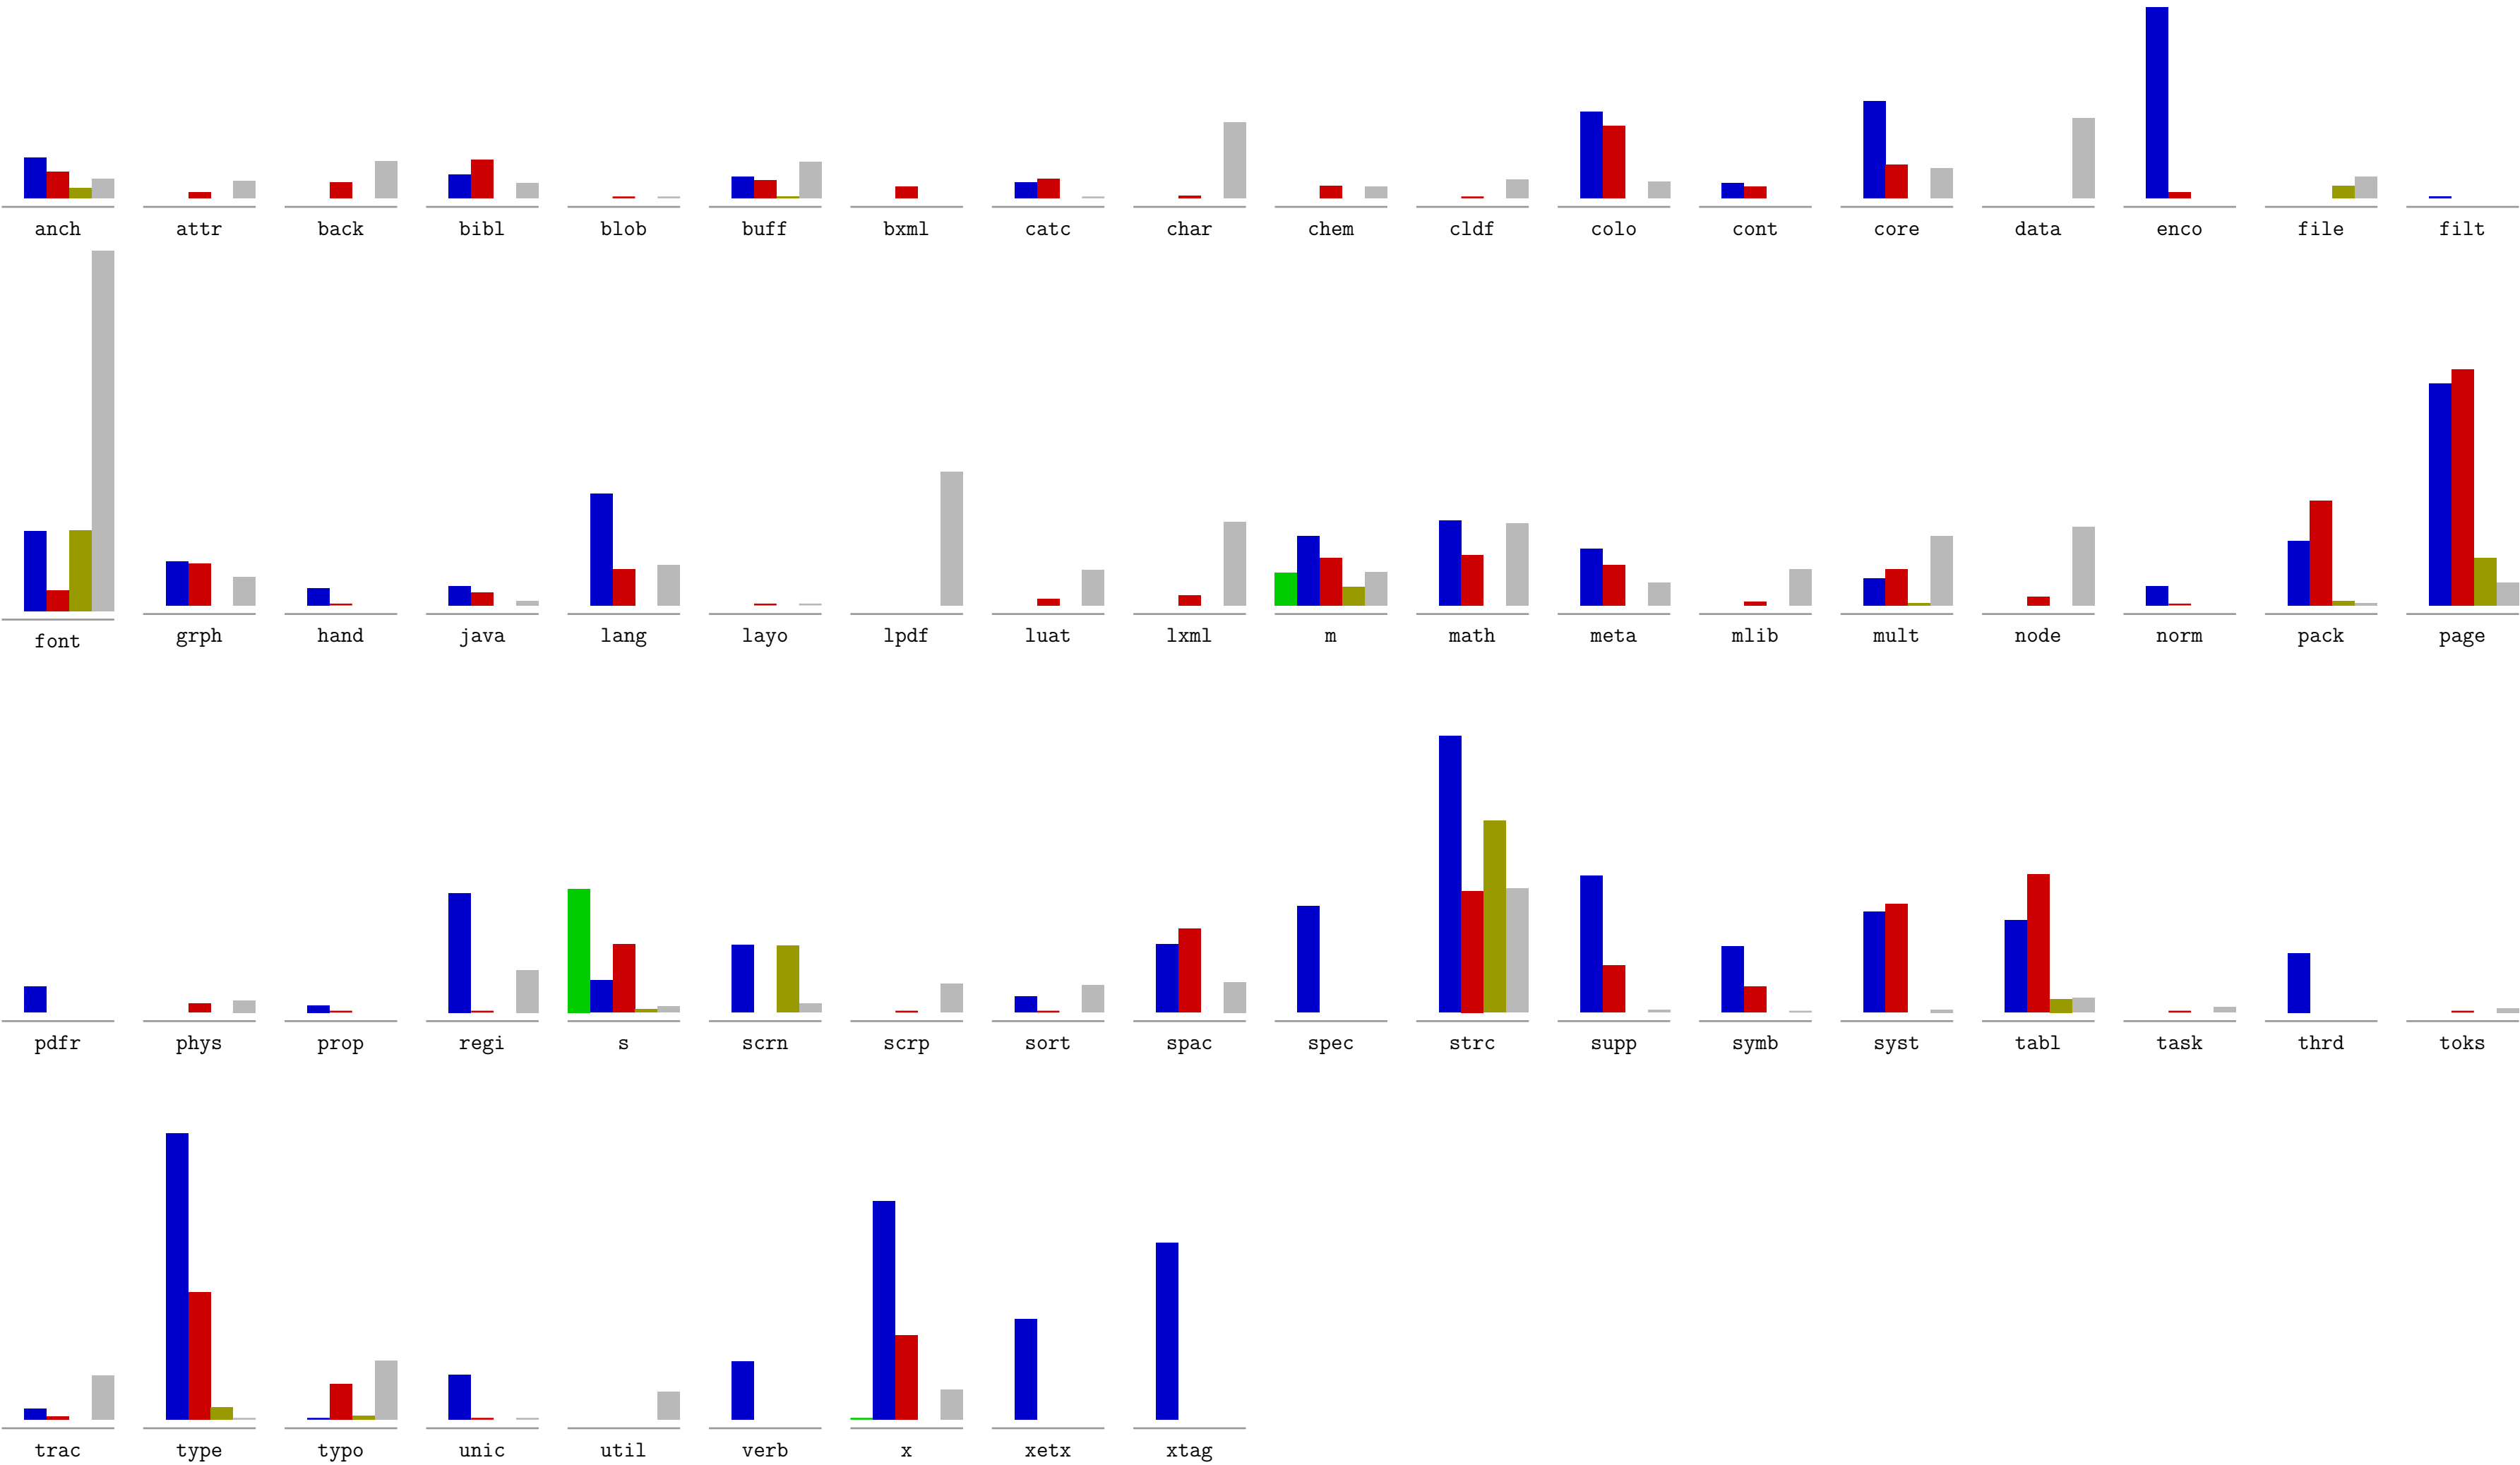 anch attr back bibl blob buff bxml catc char chem cldf colo cont core data enco file filt
font grph hand java lang layo lpdf luat lxml m math meta mlib mult node norm pack page
pdfr phys prop regi s scrn scrp sort spac spec strc supp symb syst tabl task thrd toks
trac type typo unic util verb x xetx xtag